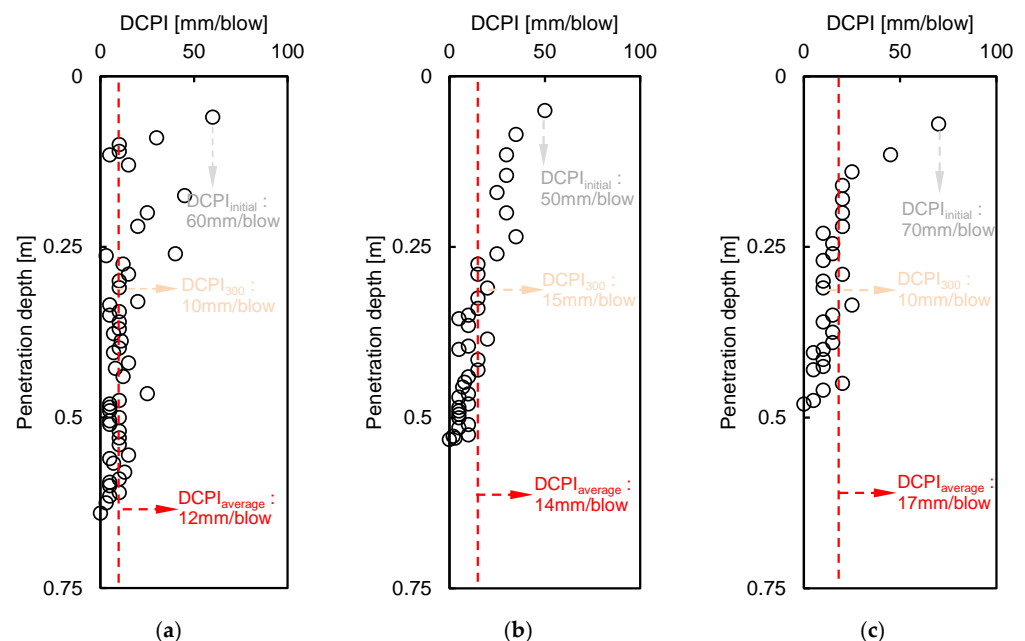 DCPI [mm/blow]
0 50 100
0
0.25
0.5
0.75
Penetration depth [m]
DCPIinitial :
60mm/blow
DCPI300 :
10mm/blow
DCPIaverage :
12mm/blow
(a)
DCPI [mm/blow]
0 50 100
0
0.25
0.5
0.75
Penetration depth [m]
DCPIinitial :
50mm/blow
DCPI300 :
15mm/blow
DCPIaverage :
14mm/blow
(b)
DCPI [mm/blow]
0 50 100
0
0.25
0.5
0.75
Penetration depth [m]
DCPIinitial :
70mm/blow
DCPI300 :
10mm/blow
DCPIaverage :
17mm/blow
(c)